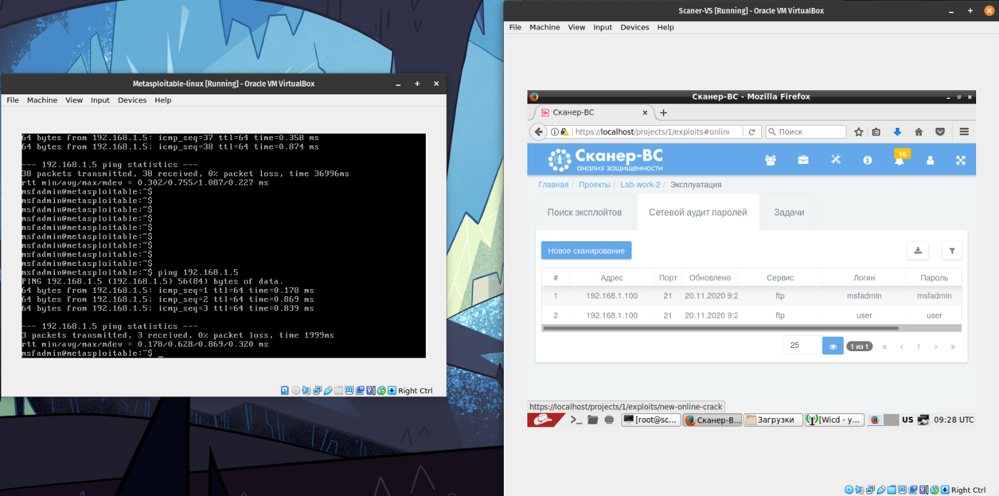 Metasploitable-linux [Running] - Oracle VM VirtualBox
File Machine View Input Devices Help
64 bytes from 192.168.1.5: icmp_seq=37 ttl=64 time=0.358 ms
64 bytes from 192.168.1.5: icmp_seq=38 ttl=64 time=0.874 ms
--- 192.168.1.5 ping statistics ---
38 packets transmitted, 38 received, 0% packet loss, time 36996ms
rtt min/avg/max/mdev = 0.302/0.755/1.087/0.227 ms
msfadmin@metasploitable:~$
msfadmin@metasploitable:~$
msfadmin@metasploitable:~$
msfadmin@metasploitable:~$
msfadmin@metasploitable:~$
msfadmin@metasploitable:~$
msfadmin@metasploitable:~$
msfadmin@metasploitable:~$
msfadmin@metasploitable:~$
msfadmin@metasploitable:~$ ping 192.168.1.5
PING 192.168.1.5 (192.168.1.5) 56(84) bytes of data.
64 bytes from 192.168.1.5: icmp_seq=1 ttl=64 time=0.178 ms
64 bytes from 192.168.1.5: icmp_seq=2 ttl=64 time=0.869 ms
64 bytes from 192.168.1.5: icmp_seq=3 ttl=64 time=0.839 ms
--- 192.168.1.5 ping statistics ---
3 packets transmitted, 3 received, 0% packet loss, time 1999ms
rtt min/avg/max/mdev = 0.178/0.628/0.869/0.320 ms
msfadmin@metasploitable:~$ _
Right Ctrl
Scaner-VS [Running] - Oracle VM VirtualBox
File Machine View Input Devices Help
Сканер-ВС - Mozilla Firefox
Сканер-ВС
https://localhost/projects/1/exploits#online
Поиск
Сканер-ВС
анализ защищенности
16
Главная / Проекты / Lab-work-2 / Эксплуатация
Поиск эксплойтов Сетевой аудит паролей Задачи
Новое сканирование
# Адрес Порт Обновлено Сервис Логин Пароль
1 192.168.1.100 21 20.11.2020 9:2 ftp msfadmin msfadmin
2 192.168.1.100 21 20.11.2020 9:2 ftp user user
25 1 из 1 « ‹ 1 › »
https://localhost/projects/1/exploits/new-online-crack
[root@sc... Сканер-В... Загрузки [Wicd - у... US 09:28 UTC
Right Ctrl